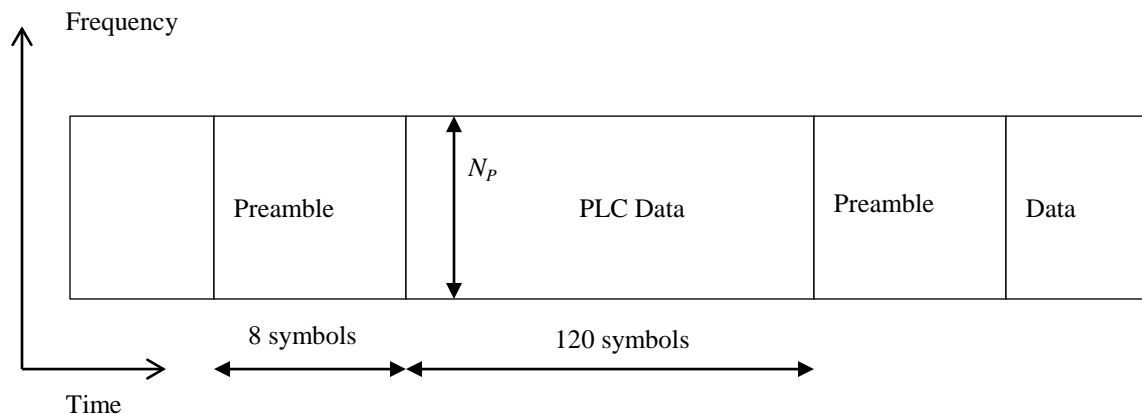 Frequency
N_P
Preamble
PLC Data
Preamble
Data
8 symbols
120 symbols
Time